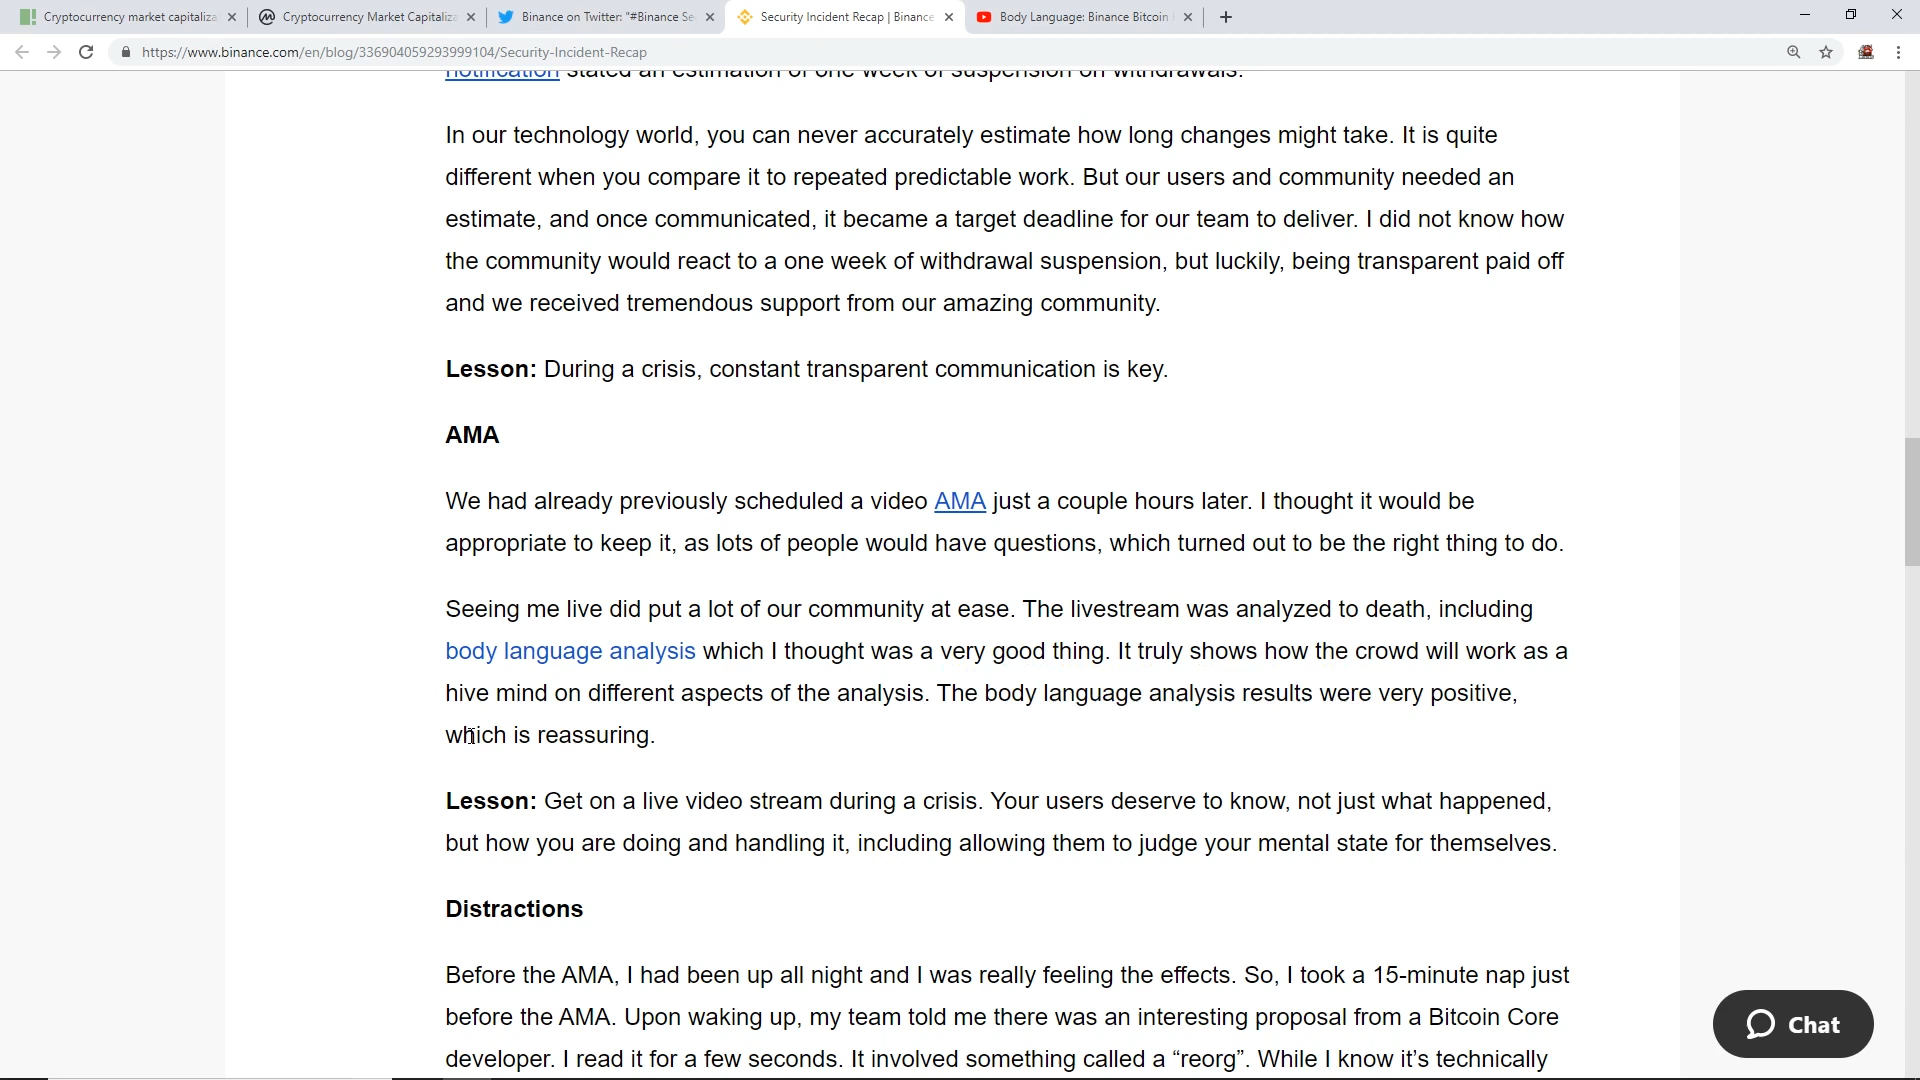 Cryptocurrency market capitaliza
Cryptocurrency Market Capitaliza
Binance on Twitter: "#Binance Se
Security Incident Recap | Binance
Body Language: Binance Bitcoin
https://www.binance.com/en/blog/336904059293999104/Security-Incident-Recap
notification stated an estimation of one week of suspension on withdrawals.
In our technology world, you can never accurately estimate how long changes might take. It is quite
different when you compare it to repeated predictable work. But our users and community needed an
estimate, and once communicated, it became a target deadline for our team to deliver. I did not know how
the community would react to a one week of withdrawal suspension, but luckily, being transparent paid off
and we received tremendous support from our amazing community.
Lesson: During a crisis, constant transparent communication is key.
AMA
We had already previously scheduled a video AMA just a couple hours later. I thought it would be
appropriate to keep it, as lots of people would have questions, which turned out to be the right thing to do.
Seeing me live did put a lot of our community at ease. The livestream was analyzed to death, including
body language analysis which I thought was a very good thing. It truly shows how the crowd will work as a
hive mind on different aspects of the analysis. The body language analysis results were very positive,
which is reassuring.
Lesson: Get on a live video stream during a crisis. Your users deserve to know, not just what happened,
but how you are doing and handling it, including allowing them to judge your mental state for themselves.
Distractions
Before the AMA, I had been up all night and I was really feeling the effects. So, I took a 15-minute nap just
before the AMA. Upon waking up, my team told me there was an interesting proposal from a Bitcoin Core
developer. I read it for a few seconds. It involved something called a “reorg”. While I know it’s technically
Chat